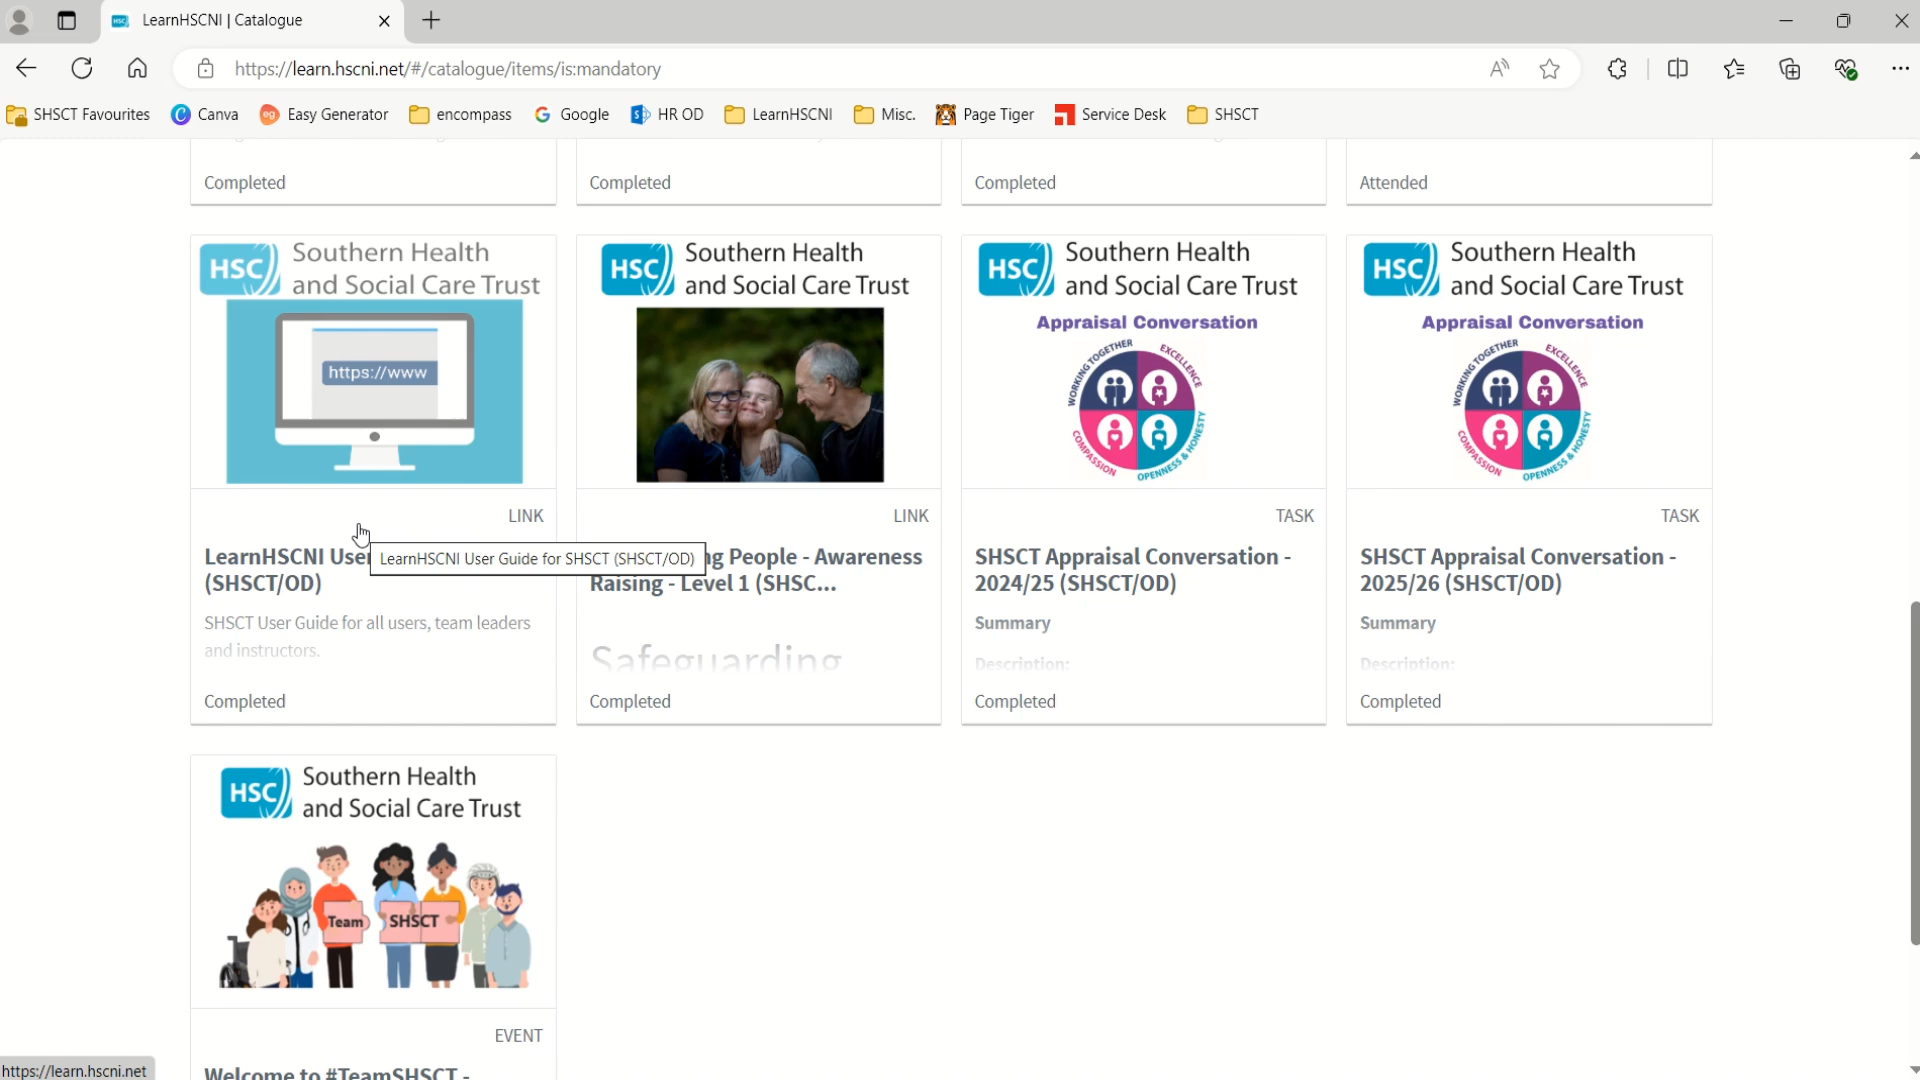 LearnHSCNI | Catalogue
https://learn.hscni.net/#/catalogue/items/is:mandatory
SHSCT Favourites Canva eg Easy Generator encompass Google HR OD LearnHSCNI Misc. Page Tiger Service Desk SHSCT
Completed Completed Completed Attended
HSC Southern Health
and Social Care Trust
https://www
LINK
LearnHSCNI User
(SHSCT/OD)
LearnHSCNI User Guide for SHSCT (SHSCT/OD)
SHSCT User Guide for all users, team leaders
and instructors.
Completed
HSC Southern Health
and Social Care Trust
LINK
People - Awareness
Raising - Level 1 (SHSC...
Safeguarding
Completed
HSC Southern Health
and Social Care Trust
Appraisal Conversation
WORKING TOGETHER
EXCELLENCE
COMPASSION
OPENNESS & HONESTY
TASK
SHSCT Appraisal Conversation -
2024/25 (SHSCT/OD)
Summary
Description:
Completed
HSC Southern Health
and Social Care Trust
Appraisal Conversation
WORKING TOGETHER
EXCELLENCE
COMPASSION
OPENNESS & HONESTY
TASK
SHSCT Appraisal Conversation -
2025/26 (SHSCT/OD)
Summary
Description:
Completed
HSC Southern Health
and Social Care Trust
Team SHSCT
EVENT
Welcome to #TeamSHSCT -
https://learn.hscni.net